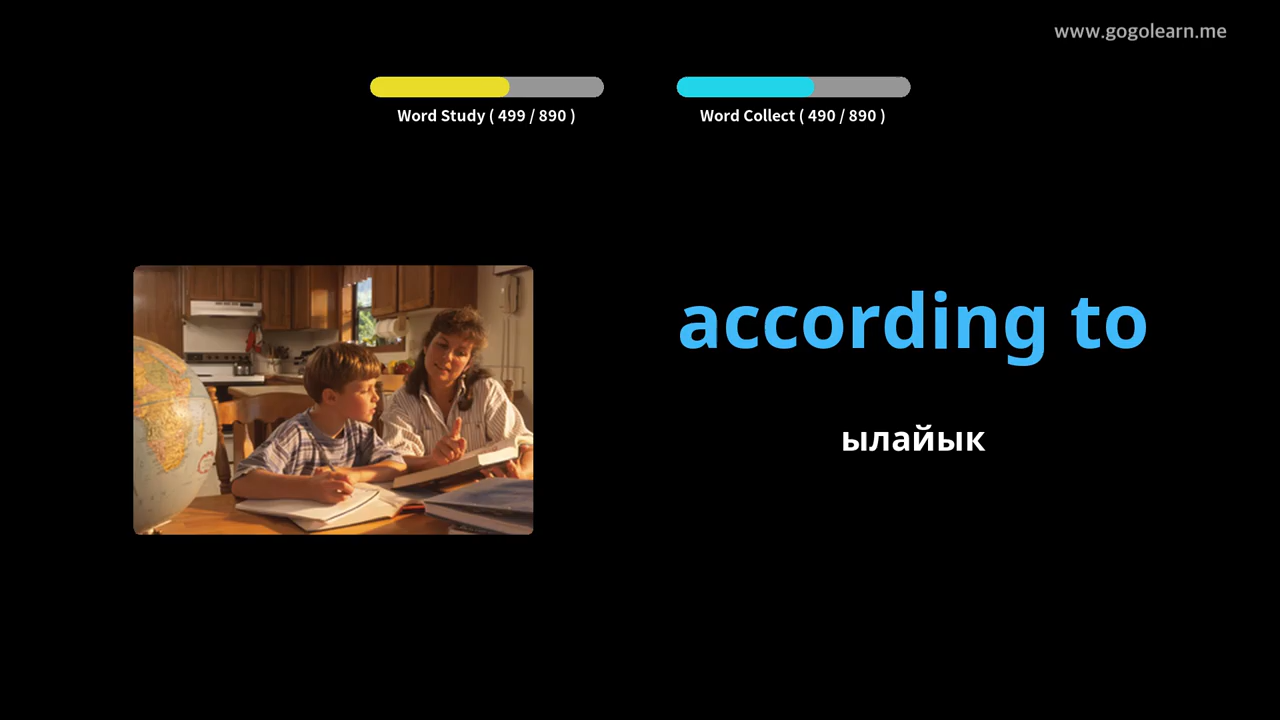 www.gogolearn.me
Word Study ( 499 / 890 )
Word Collect ( 490 / 890 )
according to
ылайык